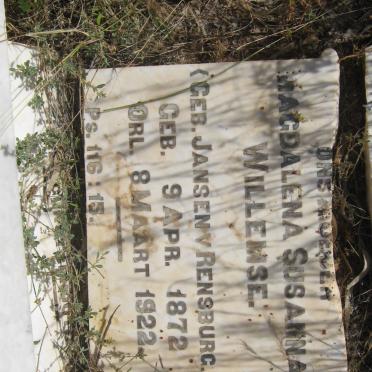 MAGDALENA SUSANNA
WILLEMSE.
(GEB. JANSEN V RENSBURG.
GEB. 9 APR. 1872
ORL. 8 MAART 1922
Ps. 116:15